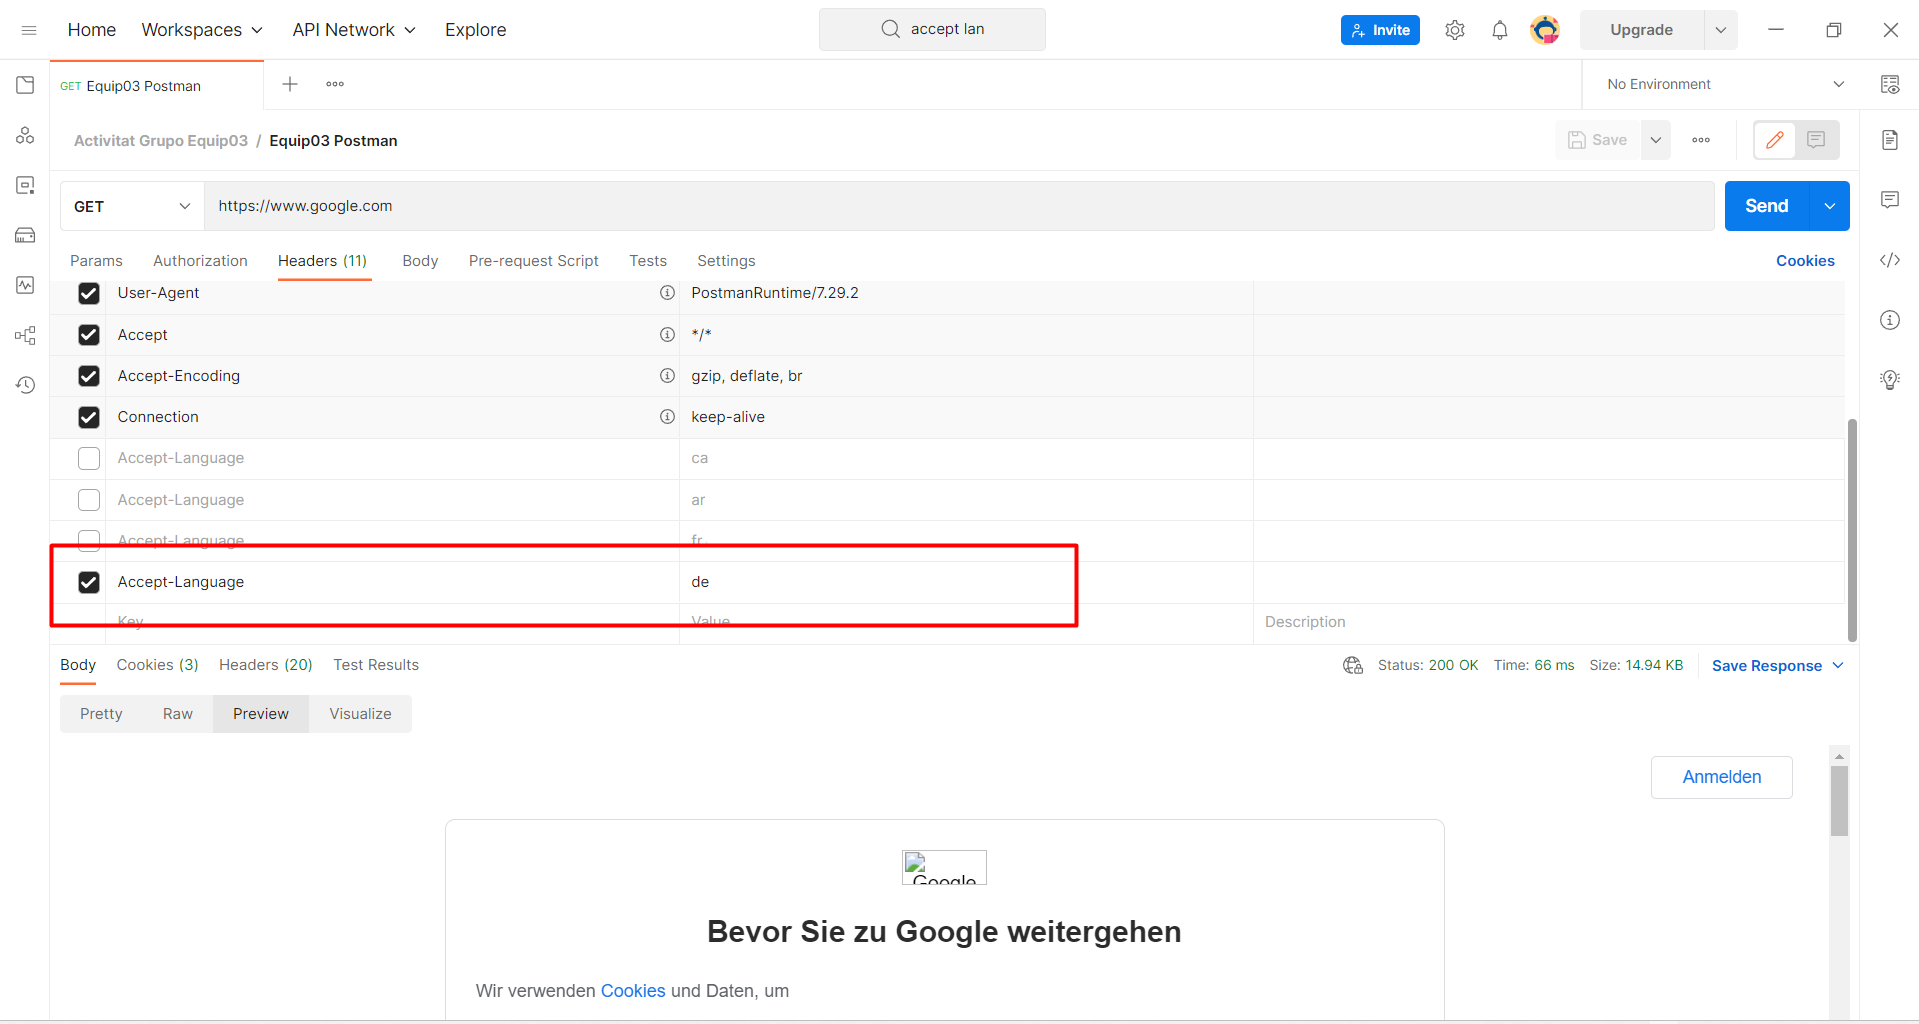 Home Workspaces API Network Explore accept lan Invite Upgrade
GET Equip03 Postman No Environment
Activitat Grupo Equip03 / Equip03 Postman Save
GET https://www.google.com Send
Params Authorization Headers (11) Body Pre-request Script Tests Settings Cookies
User-Agent PostmanRuntime/7.29.2
Accept */*
Accept-Encoding gzip, deflate, br
Connection keep-alive
Accept-Language ca
Accept-Language ar
Accept-Language fr
Accept-Language de
Key Value Description
Body Cookies (3) Headers (20) Test Results Status: 200 OK Time: 66 ms Size: 14.94 KB Save Response
Pretty Raw Preview Visualize
Anmelden
Google
Bevor Sie zu Google weitergehen
Wir verwenden Cookies und Daten, um